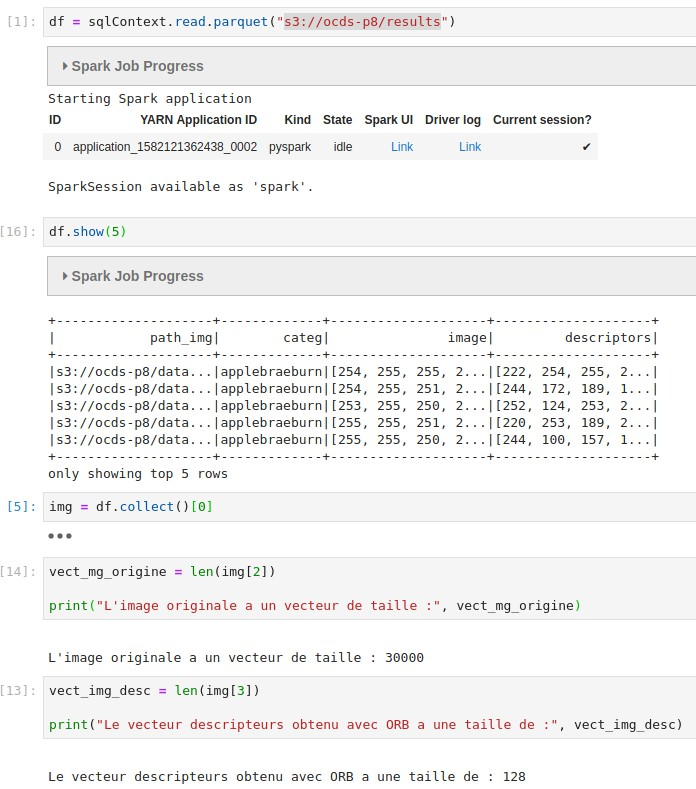 [1]: df = sqlContext.read.parquet("s3://ocds-p8/results")
Spark Job Progress
Starting Spark application
ID YARN Application ID Kind State Spark UI Driver log Current session?
0 application_1582121362438_0002 pyspark idle Link Link ✔
SparkSession available as 'spark'.
[16]: df.show(5)
Spark Job Progress
+--------------------+-------------+--------------------+--------------------+
|            path_img|        categ|               image|         descriptors|
+--------------------+-------------+--------------------+--------------------+
|s3://ocds-p8/data...|applebraeburn|[254, 255, 255, 2...|[222, 254, 255, 2...|
|s3://ocds-p8/data...|applebraeburn|[254, 255, 251, 2...|[244, 172, 189, 1...|
|s3://ocds-p8/data...|applebraeburn|[253, 255, 250, 2...|[252, 124, 253, 2...|
|s3://ocds-p8/data...|applebraeburn|[255, 255, 251, 2...|[220, 253, 189, 2...|
|s3://ocds-p8/data...|applebraeburn|[255, 255, 250, 2...|[244, 100, 157, 1...|
+--------------------+-------------+--------------------+--------------------+
only showing top 5 rows
[5]: img = df.collect()[0]
•••
[14]: vect_mg_origine = len(img[2])
print("L'image originale a un vecteur de taille :", vect_mg_origine)
L'image originale a un vecteur de taille : 30000
[13]: vect_img_desc = len(img[3])
print("Le vecteur descripteurs obtenu avec ORB a une taille de :", vect_img_desc)
Le vecteur descripteurs obtenu avec ORB a une taille de : 128